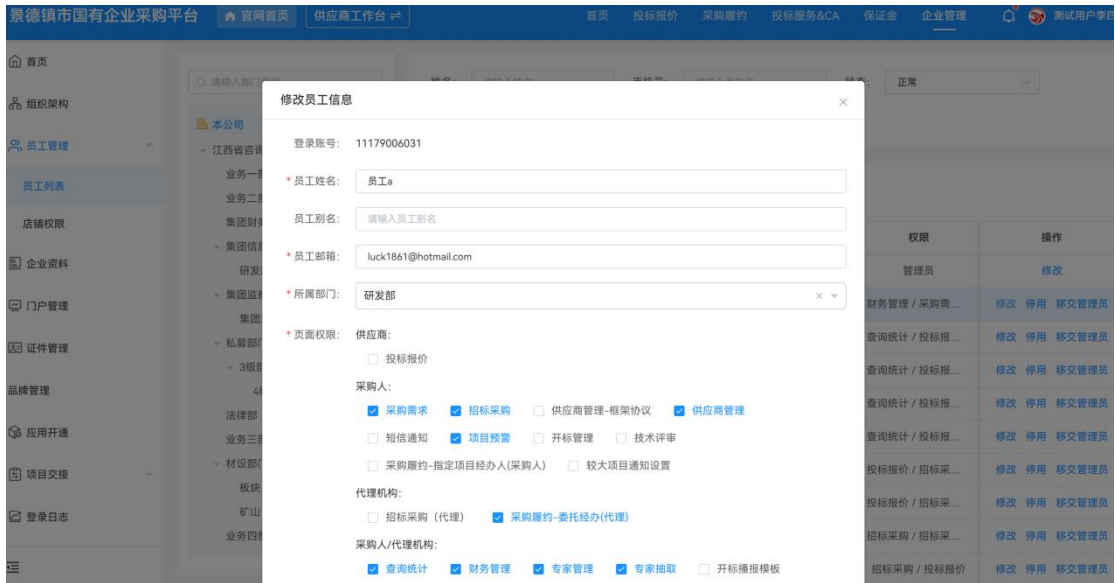 景德镇市国有企业采购平台 官网首页 供应商工作台 首页 投标报价 采购履约 投标服务&CA 保证金 企业管理 测试用户李四
首页
组织架构
员工管理
员工列表
店铺权限
企业资料
门户管理
证件管理
品牌管理
应用开通
项目交接
登录日志
请输入部门
姓名:
手机号:
状态: 正常
本公司
江西省咨询
业务一部
业务二部
集团财务
集团信息
研发
集团监察
集团
私募部门
3级部
法律部
业务三部
材设部门
板块
矿山
业务四部
修改员工信息
登录账号: 11179006031
* 员工姓名: 员工a
员工别名: 请输入员工别名
* 员工邮箱: luck1861@hotmail.com
* 所属部门: 研发部
* 页面权限: 供应商:
投标报价
采购人:
采购需求 招标采购 供应商管理-框架协议 供应商管理
短信通知 项目预警 开标管理 技术评审
采购履约-指定项目经办人(采购人) 较大项目通知设置
代理机构:
招标采购（代理） 采购履约-委托经办(代理)
采购人/代理机构:
查询统计 财务管理 专家管理 专家抽取 开标播报模板
权限 操作
管理员 修改
财务管理 / 采购需... 修改 停用 移交管理员
查询统计 / 投标报... 修改 停用 移交管理员
查询统计 / 投标报... 修改 停用 移交管理员
查询统计 / 投标报... 修改 停用 移交管理员
查询统计 / 投标报... 修改 停用 移交管理员
投标报价 / 招标采... 修改 停用 移交管理员
投标报价 / 招标采... 修改 停用 移交管理员
招标采购 / 招标采... 修改 停用 移交管理员
招标采购 / 投标报价 修改 停用 移交管理员